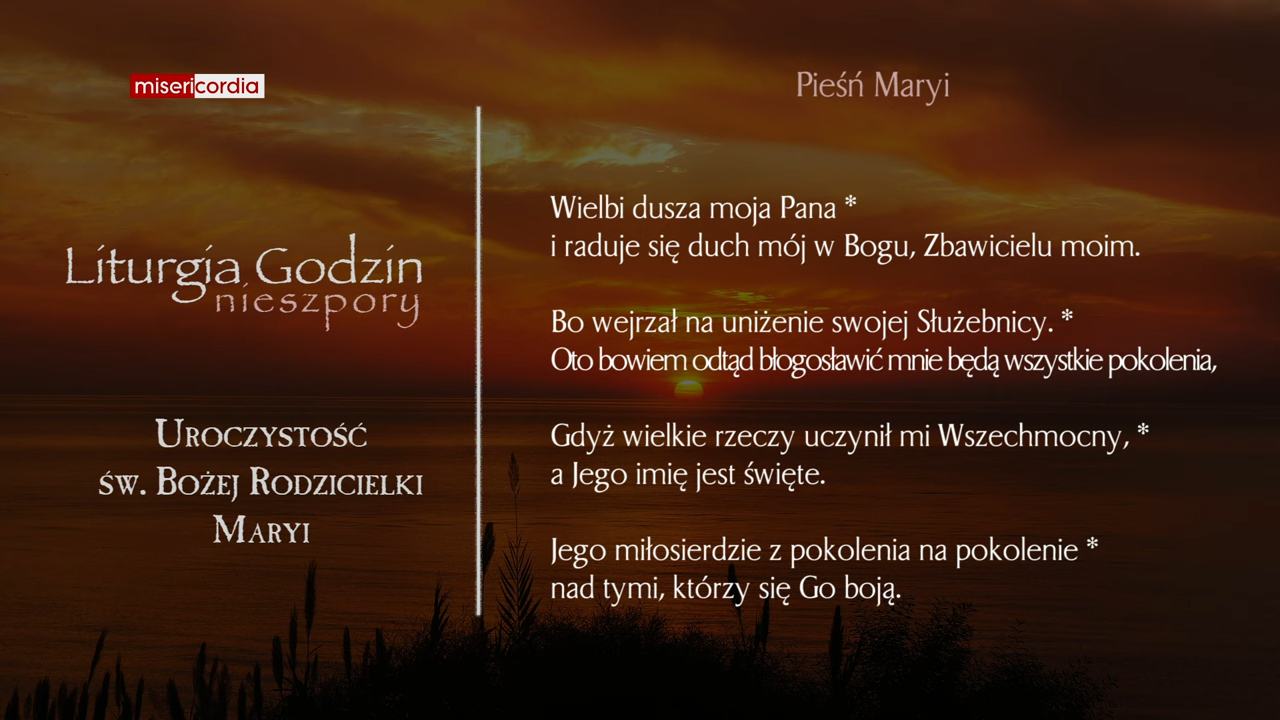 misericordia
Liturgia Godzin
nieszpory
Uroczystość
św. Bożej Rodzicielki
Maryi
Pieśń Maryi
Wielbi dusza moja Pana *
i raduje się duch mój w Bogu, Zbawicielu moim.
Bo wejrzał na uniżenie swojej Służebnicy. *
Oto bowiem odtąd błogosławić mnie będą wszystkie pokolenia,
Gdyż wielkie rzeczy uczynił mi Wszechmocny, *
a Jego imię jest święte.
Jego miłosierdzie z pokolenia na pokolenie *
nad tymi, którzy się Go boją.